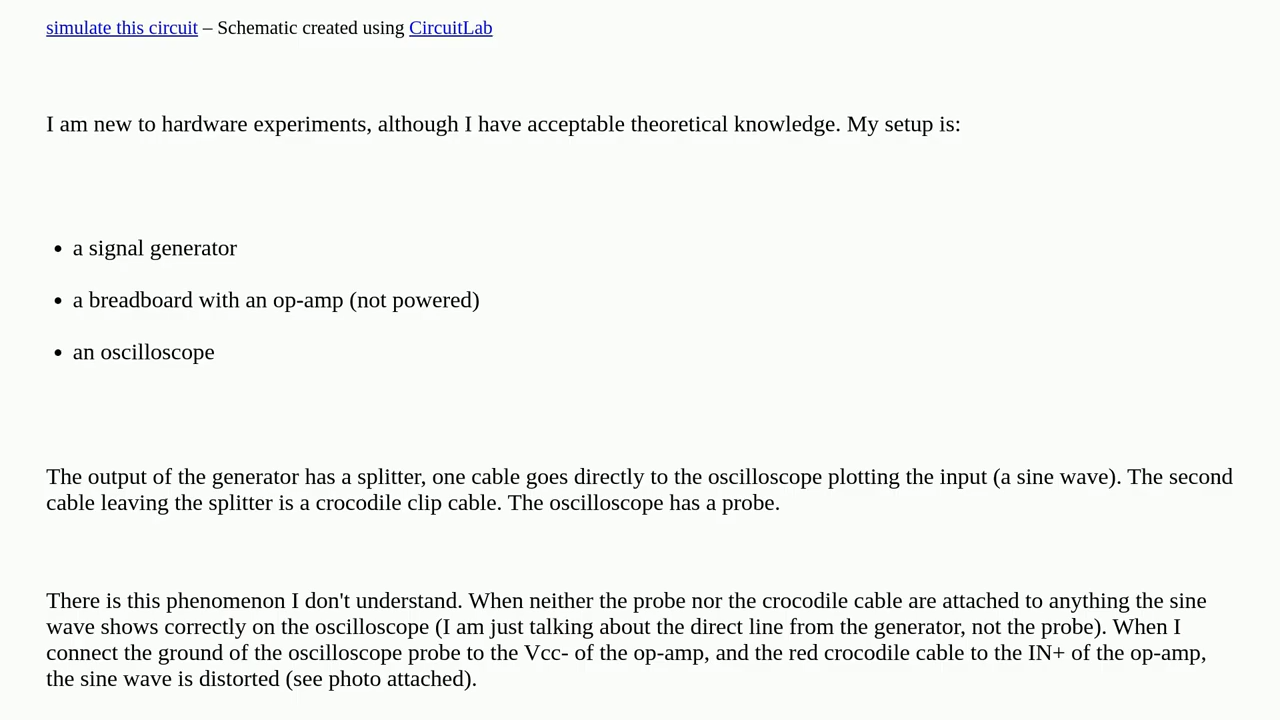 simulate this circuit – Schematic created using CircuitLab
I am new to hardware experiments, although I have acceptable theoretical knowledge. My setup is:
• a signal generator
• a breadboard with an op-amp (not powered)
• an oscilloscope
The output of the generator has a splitter, one cable goes directly to the oscilloscope plotting the input (a sine wave). The second
cable leaving the splitter is a crocodile clip cable. The oscilloscope has a probe.
There is this phenomenon I don't understand. When neither the probe nor the crocodile cable are attached to anything the sine
wave shows correctly on the oscilloscope (I am just talking about the direct line from the generator, not the probe). When I
connect the ground of the oscilloscope probe to the Vcc- of the op-amp, and the red crocodile cable to the IN+ of the op-amp,
the sine wave is distorted (see photo attached).